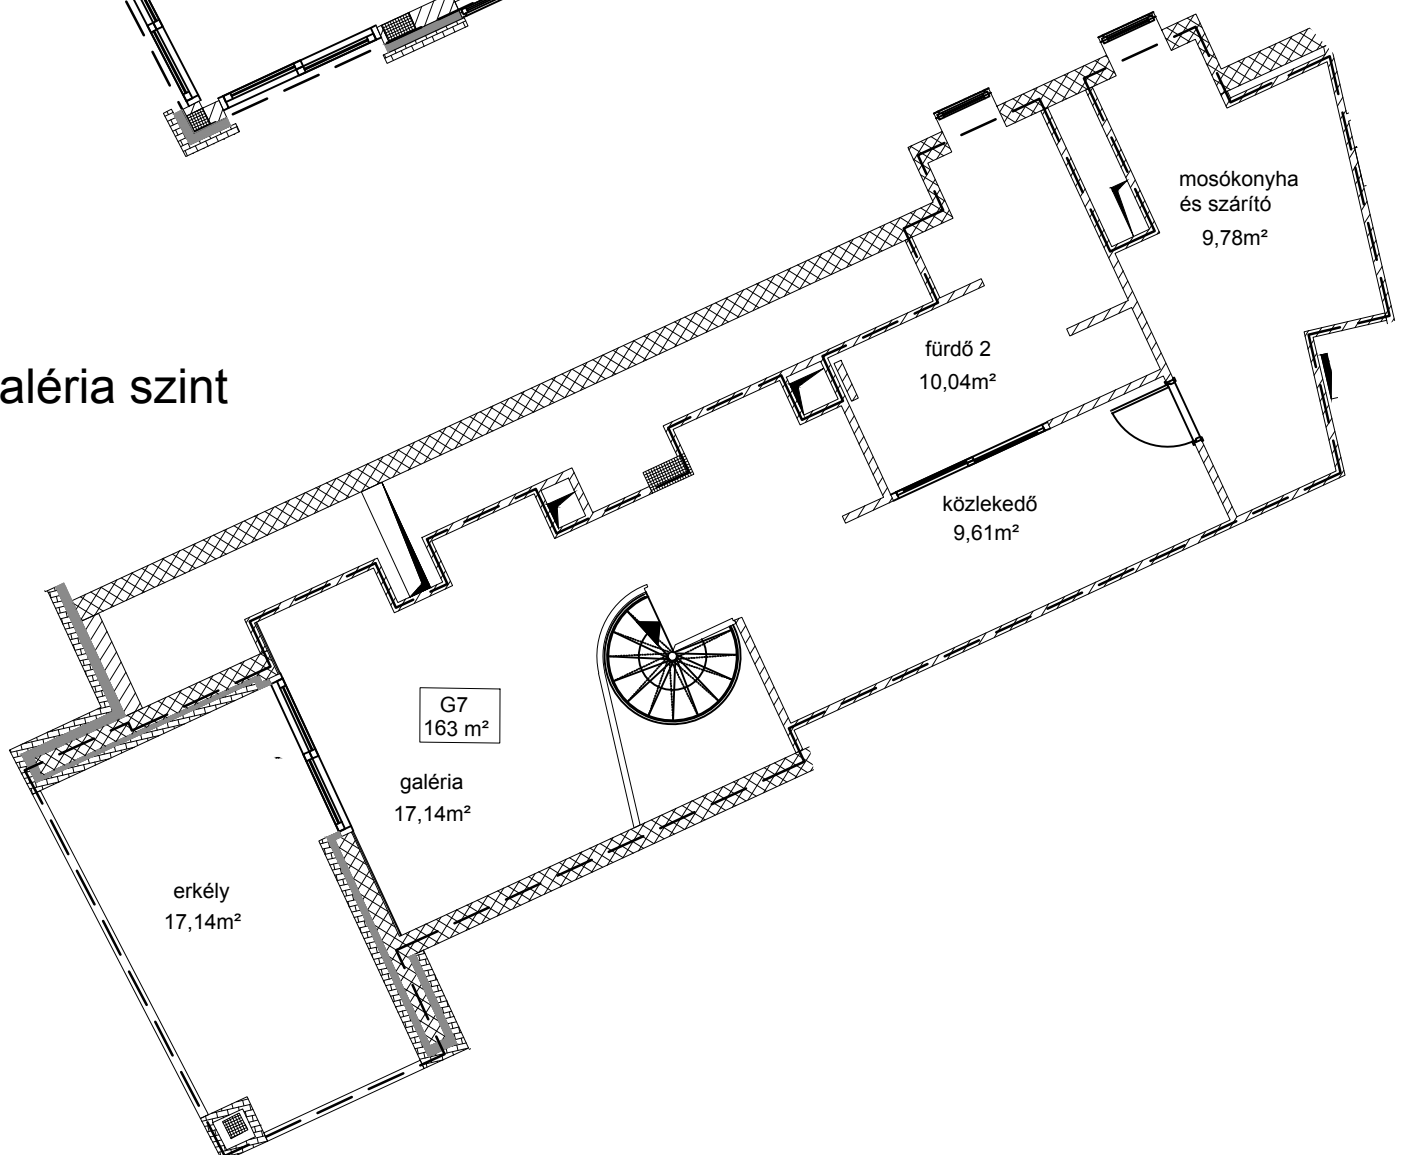 mosókonyha
és szárító
9,78m²
fürdő 2
10,04m²
aléria szint
közlekedő
9,61m²
G7
163 m²
galéria
17,14m²
erkély
17,14m²